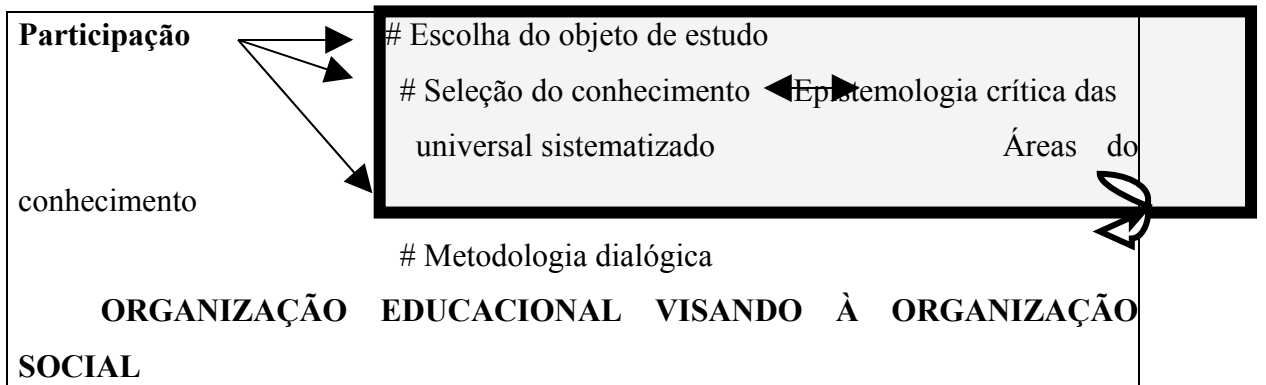 Participação # Escolha do objeto de estudo
# Seleção do conhecimento Epistemologia crítica das
universal sistematizado Áreas do
conhecimento
# Metodologia dialógica
ORGANIZAÇÃO EDUCACIONAL VISANDO À ORGANIZAÇÃO
SOCIAL